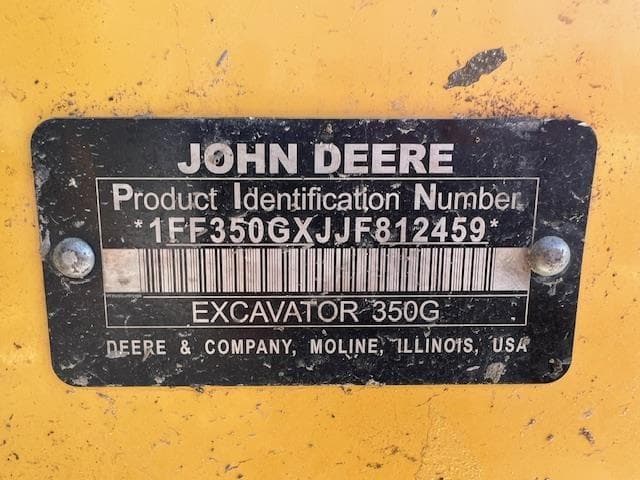 JOHN DEERE
Product Identification Number
*1FF350GXJJF812459*
EXCAVATOR 350G
DEERE & COMPANY, MOLINE, ILLINOIS, USA